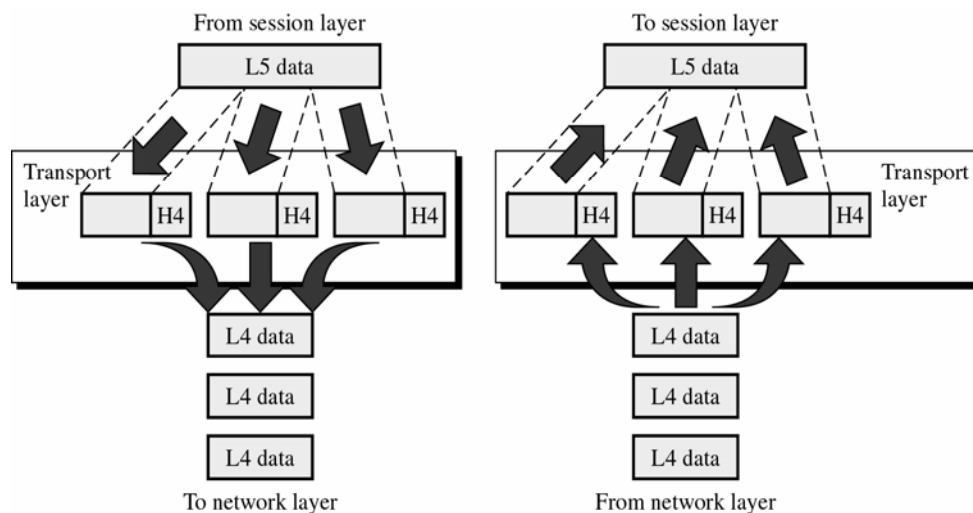 From session layer
L5 data
Transport
layer
H4
H4
H4
L4 data
L4 data
L4 data
To network layer
To session layer
L5 data
Transport
layer
H4
H4
H4
L4 data
L4 data
L4 data
From network layer